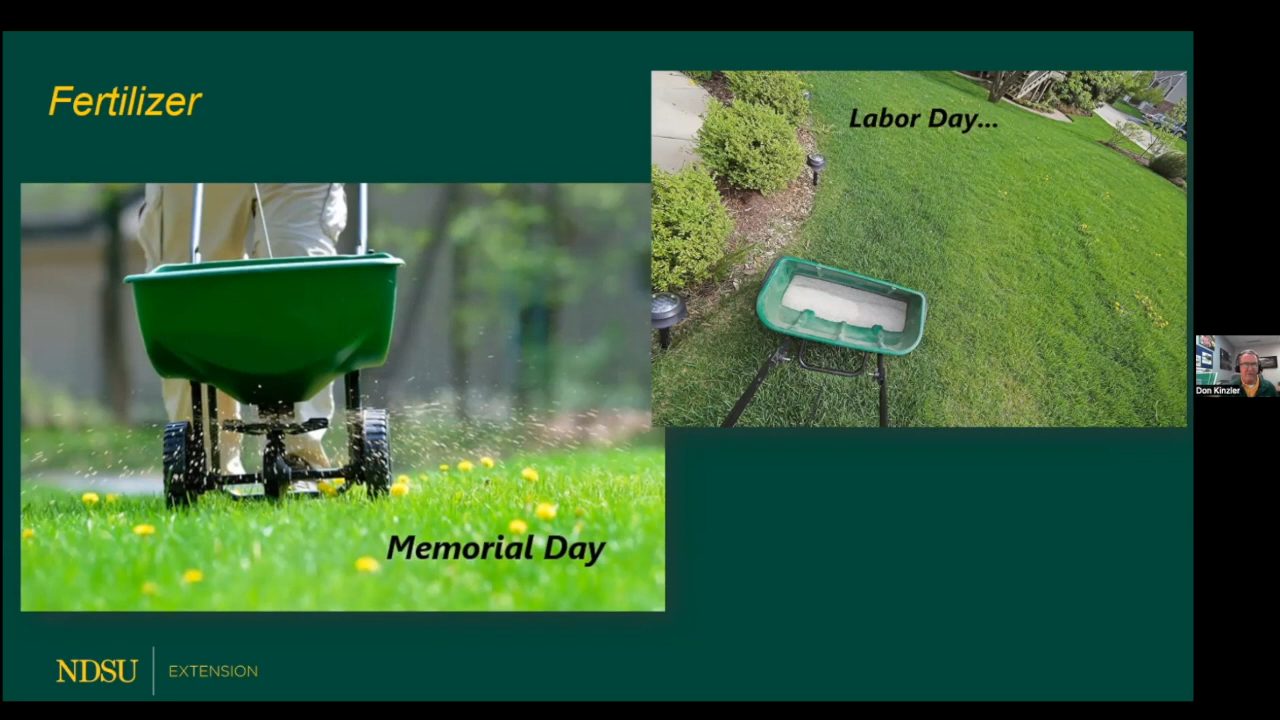 Fertilizer
Labor Day...
Memorial Day
NDSU
EXTENSION
Don Kinzler